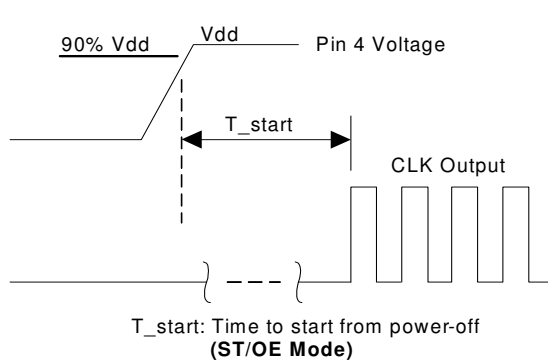 90% Vdd
Vdd
Pin 4 Voltage
T_start
CLK Output
T_start: Time to start from power-off
(ST/OE Mode)